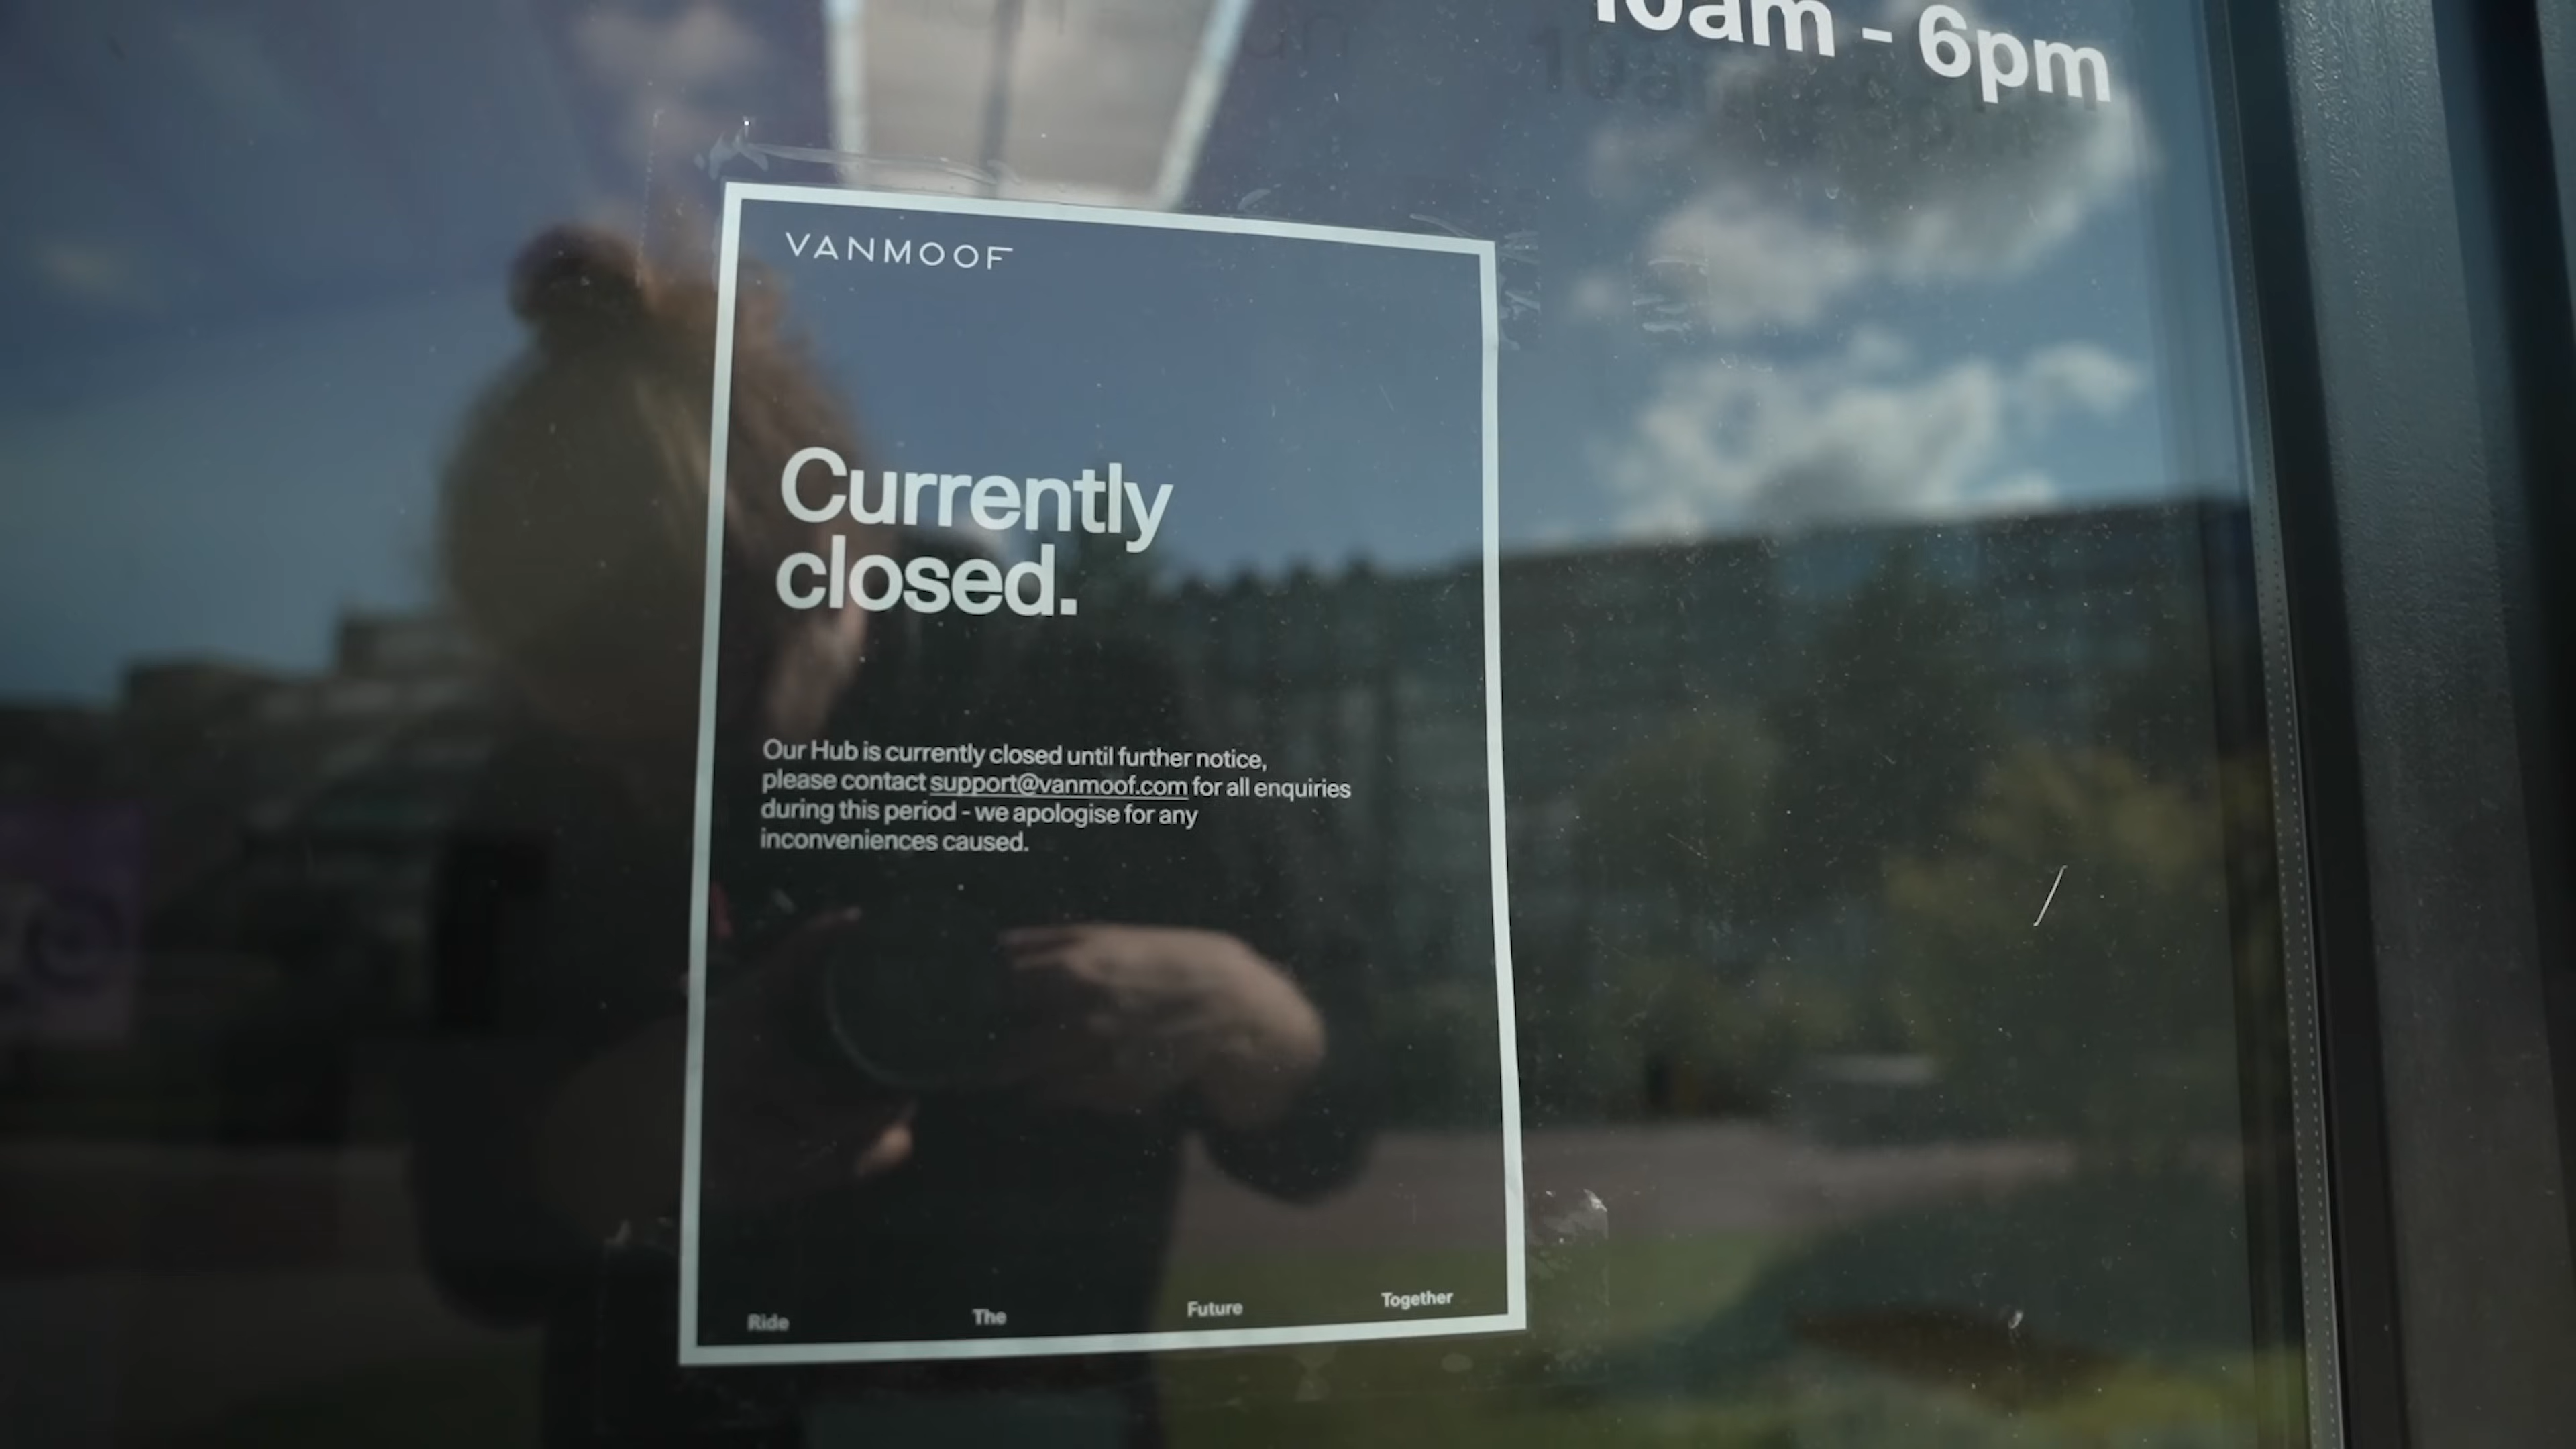 10am - 6pm
VANMOOF
Currently
closed.
Our Hub is currently closed until further notice,
please contact support@vanmoof.com for all enquiries
during this period - we apologise for any
inconveniences caused.
Ride The Future Together